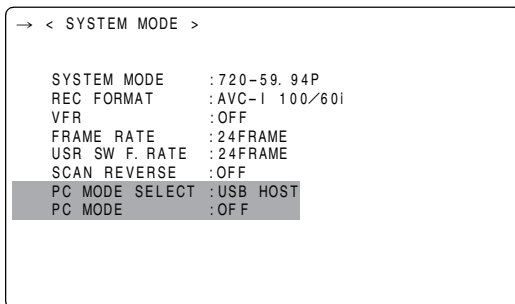 → < SYSTEM MODE >
SYSTEM MODE :720-59.94P
REC FORMAT :AVC-I 100/60i
VFR :OFF
FRAME RATE :24FRAME
USR SW F.RATE :24FRAME
SCAN REVERSE :OFF
PC MODE SELECT :USB HOST
PC MODE :OFF